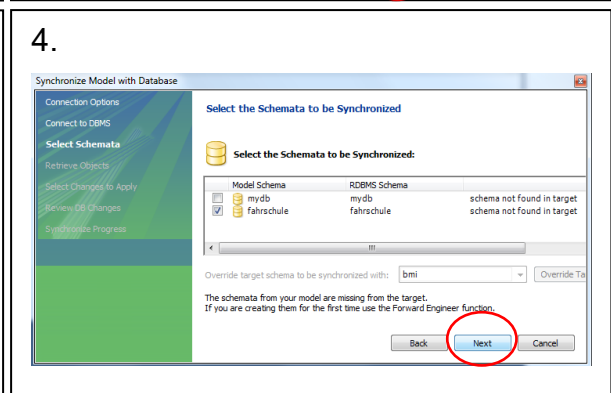 4.
Synchronize Model with Database
Connection Options
Connect to DBMS
Select Schemata
Retrieve Objects
Select Changes to Apply
Review DB Changes
Synchronize Progress
Select the Schemata to be Synchronized
Select the Schemata to be Synchronized:
Model Schema RDBMS Schema
mydb mydb schema not found in target
fahrschule fahrschule schema not found in target
Override target schema to be synchronized with: bmi Override Ta
The schemata from your model are missing from the target.
If you are creating them for the first time use the Forward Engineer function.
Back Next Cancel